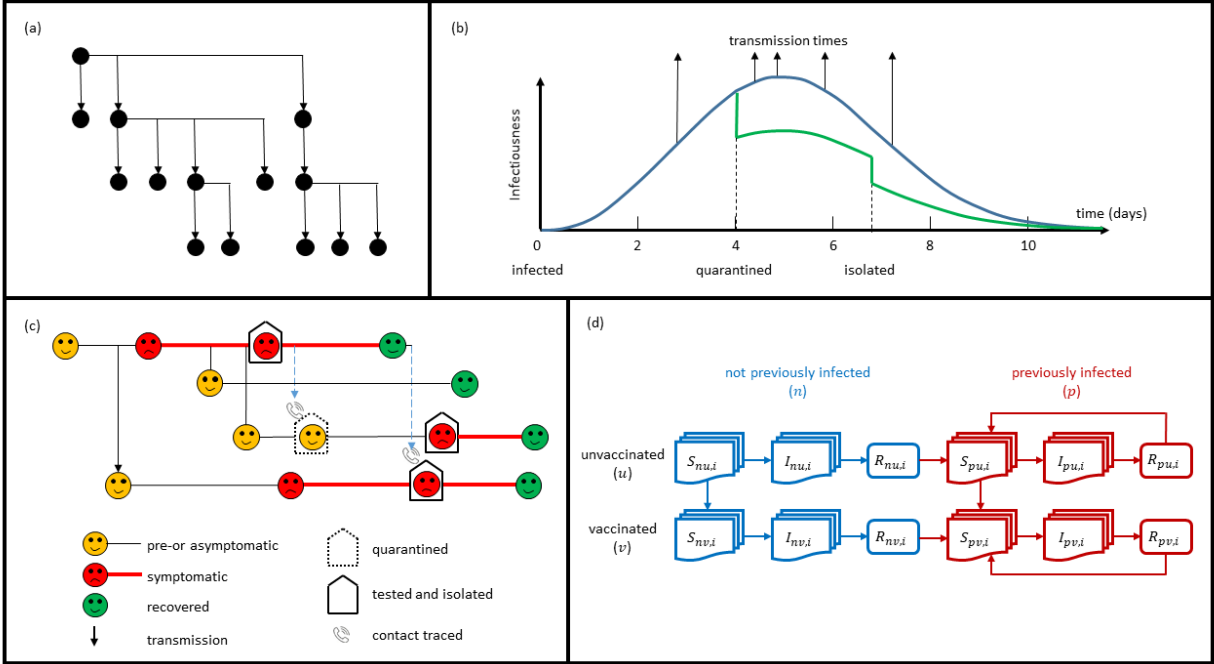 (a)
(b)
transmission times
Infectiousness
time (days)
0 2 4 6 8 10
infected quarantined isolated
(c)
pre-or asymptomatic
symptomatic
recovered
transmission
quarantined
tested and isolated
contact traced
(d)
not previously infected
(n)
previously infected
(p)
unvaccinated
(u)
S_{nu,i} I_{nu,i} R_{nu,i} S_{pu,i} I_{pu,i} R_{pu,i}
vaccinated
(v)
S_{nv,i} I_{nv,i} R_{nv,i} S_{pv,i} I_{pv,i} R_{pv,i}